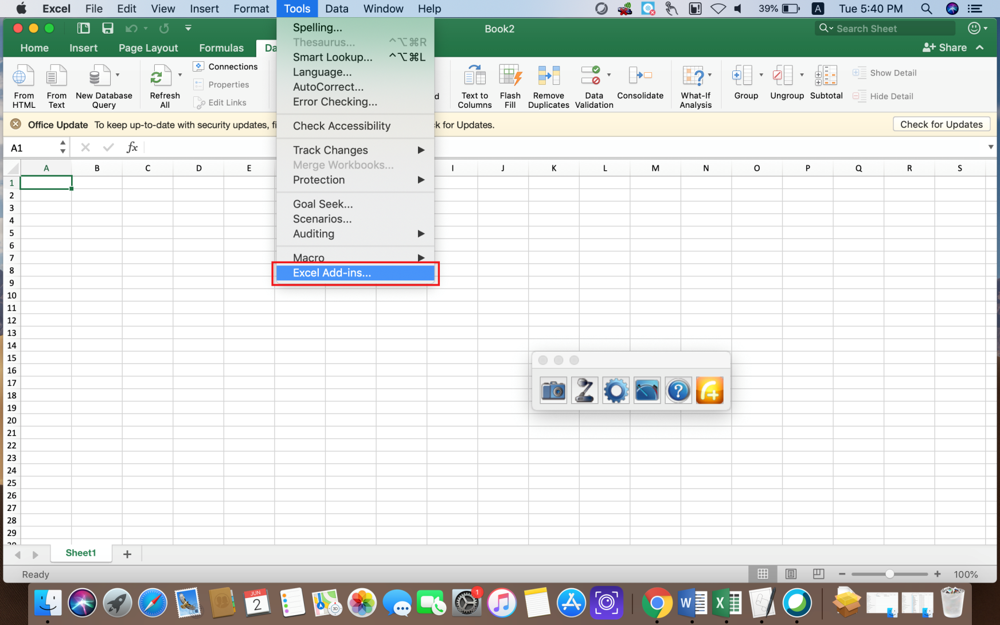 Excel File Edit View Insert Format Tools Data Window Help 39% A Tue 5:40 PM
Book2
Search Sheet
Home Insert Page Layout Formulas Da
Share
From HTML
From Text
New Database Query
Refresh All
Connections
Properties
Edit Links
d
Text to Columns
Flash Fill
Remove Duplicates
Data Validation
Consolidate
What-If Analysis
Group
Ungroup
Subtotal
Show Detail
Hide Detail
Spelling...
Thesaurus... ^⌥⌘R
Smart Lookup... ^⌥⌘L
Language...
AutoCorrect...
Error Checking...
Check Accessibility
Track Changes
Merge Workbooks...
Protection
Goal Seek...
Scenarios...
Auditing
Macro
Excel Add-ins...
Office Update To keep up-to-date with security updates, fi k for Updates.
Check for Updates
A1 fx
A B C D E I J K L M N O P Q R S
1
2
3
4
5
6
7
8
9
10
11
12
13
14
15
16
17
18
19
20
21
22
23
24
25
26
27
28
29
30
Sheet1 +
Ready
100%
JUN
2
3D
1
W
X